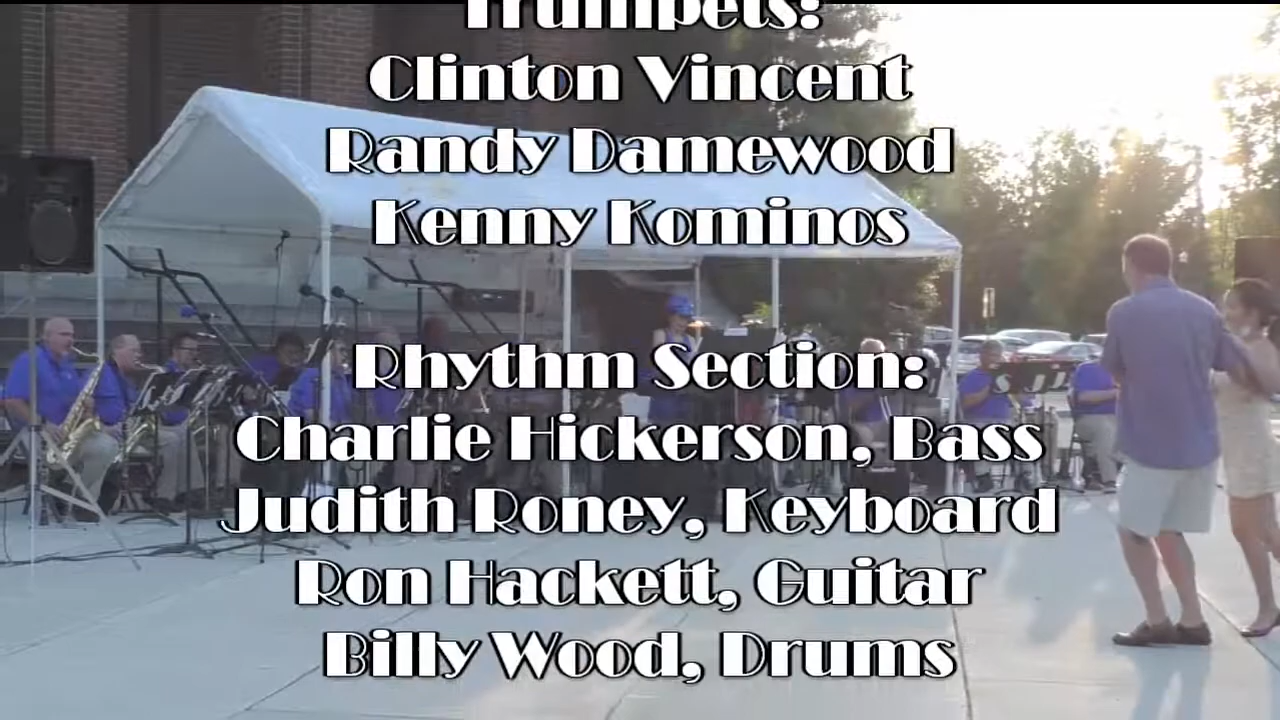 Trumpets:
Clinton Vincent
Randy Damewood
Kenny Kominos
Rhythm Section:
Charlie Hickerson, Bass
Judith Roney, Keyboard
Ron Hackett, Guitar
Billy Wood, Drums